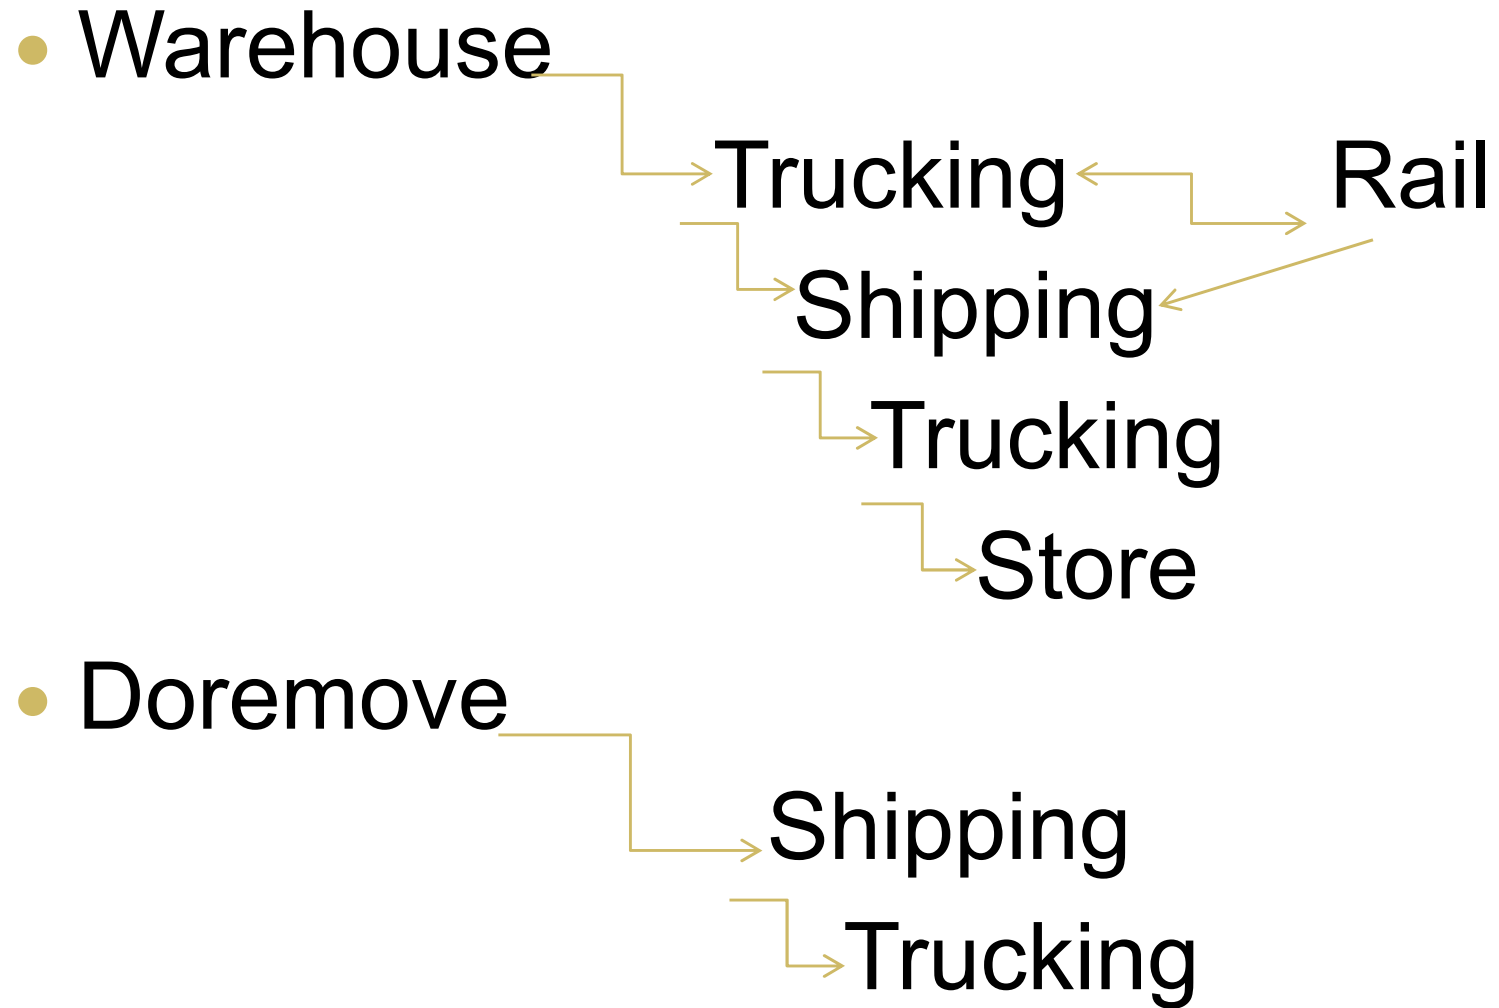 Warehouse
Trucking Rail
Shipping
Trucking
Store
Doremove
Shipping
Trucking